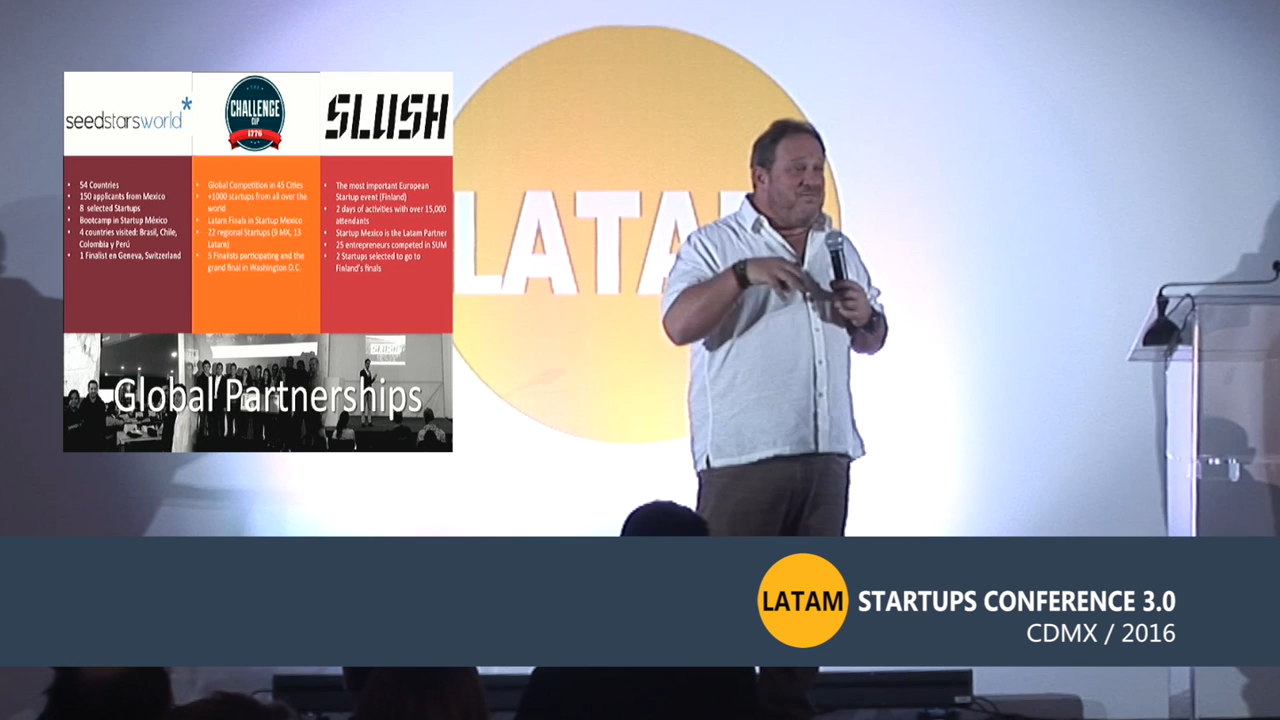 seedstarsworld*
THE
CHALLENGE
CUP
1776
SLUSH
• 54 Countries
• 150 applicants from Mexico
• 8 selected Startups
• Bootcamp in Startup México
• 4 countries visited: Brasil, Chile,
Colombia y Perú
• 1 Finalist en Geneva, Switzerland
• Global Competition in 45 Cities
• +1000 startups from all over the
world
• Latam Finals in Startup Mexico
• 22 regional Startups (9 MX, 13
Latam)
• 5 Finalists participating and the
grand final in Washington D.C.
• The most important European
Startup event (Finland)
• 2 days of activities with over 15,000
attendants
• Startup Mexico is the Latam Partner
• 25 entrepreneurs competed in SUM
• 2 Startups selected to go to
Finland's finals
SLUSH
Global Partnerships
LATA
LATAM STARTUPS CONFERENCE 3.0
CDMX / 2016